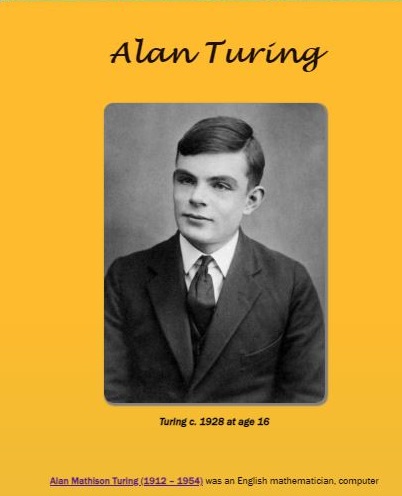 Alan Turing
Turing c. 1928 at age 16
Alan Mathison Turing (1912 – 1954) was an English mathematician, computer